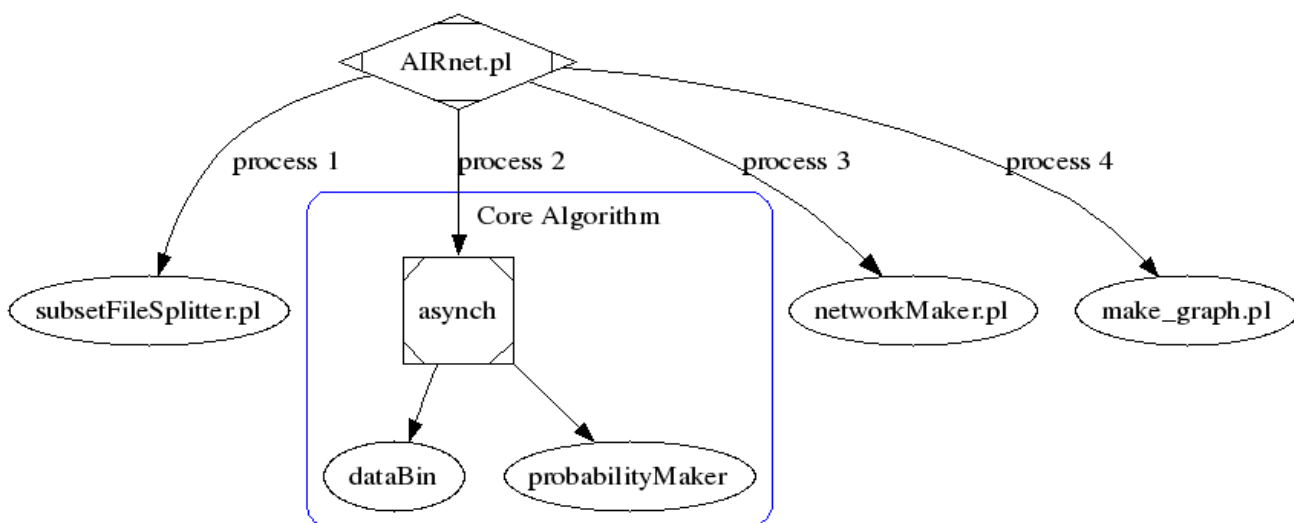 AIRnet.pl
process 1
process 2
process 3
process 4
Core Algorithm
subsetFileSplitter.pl
asynch
networkMaker.pl
make_graph.pl
dataBin
probabilityMaker